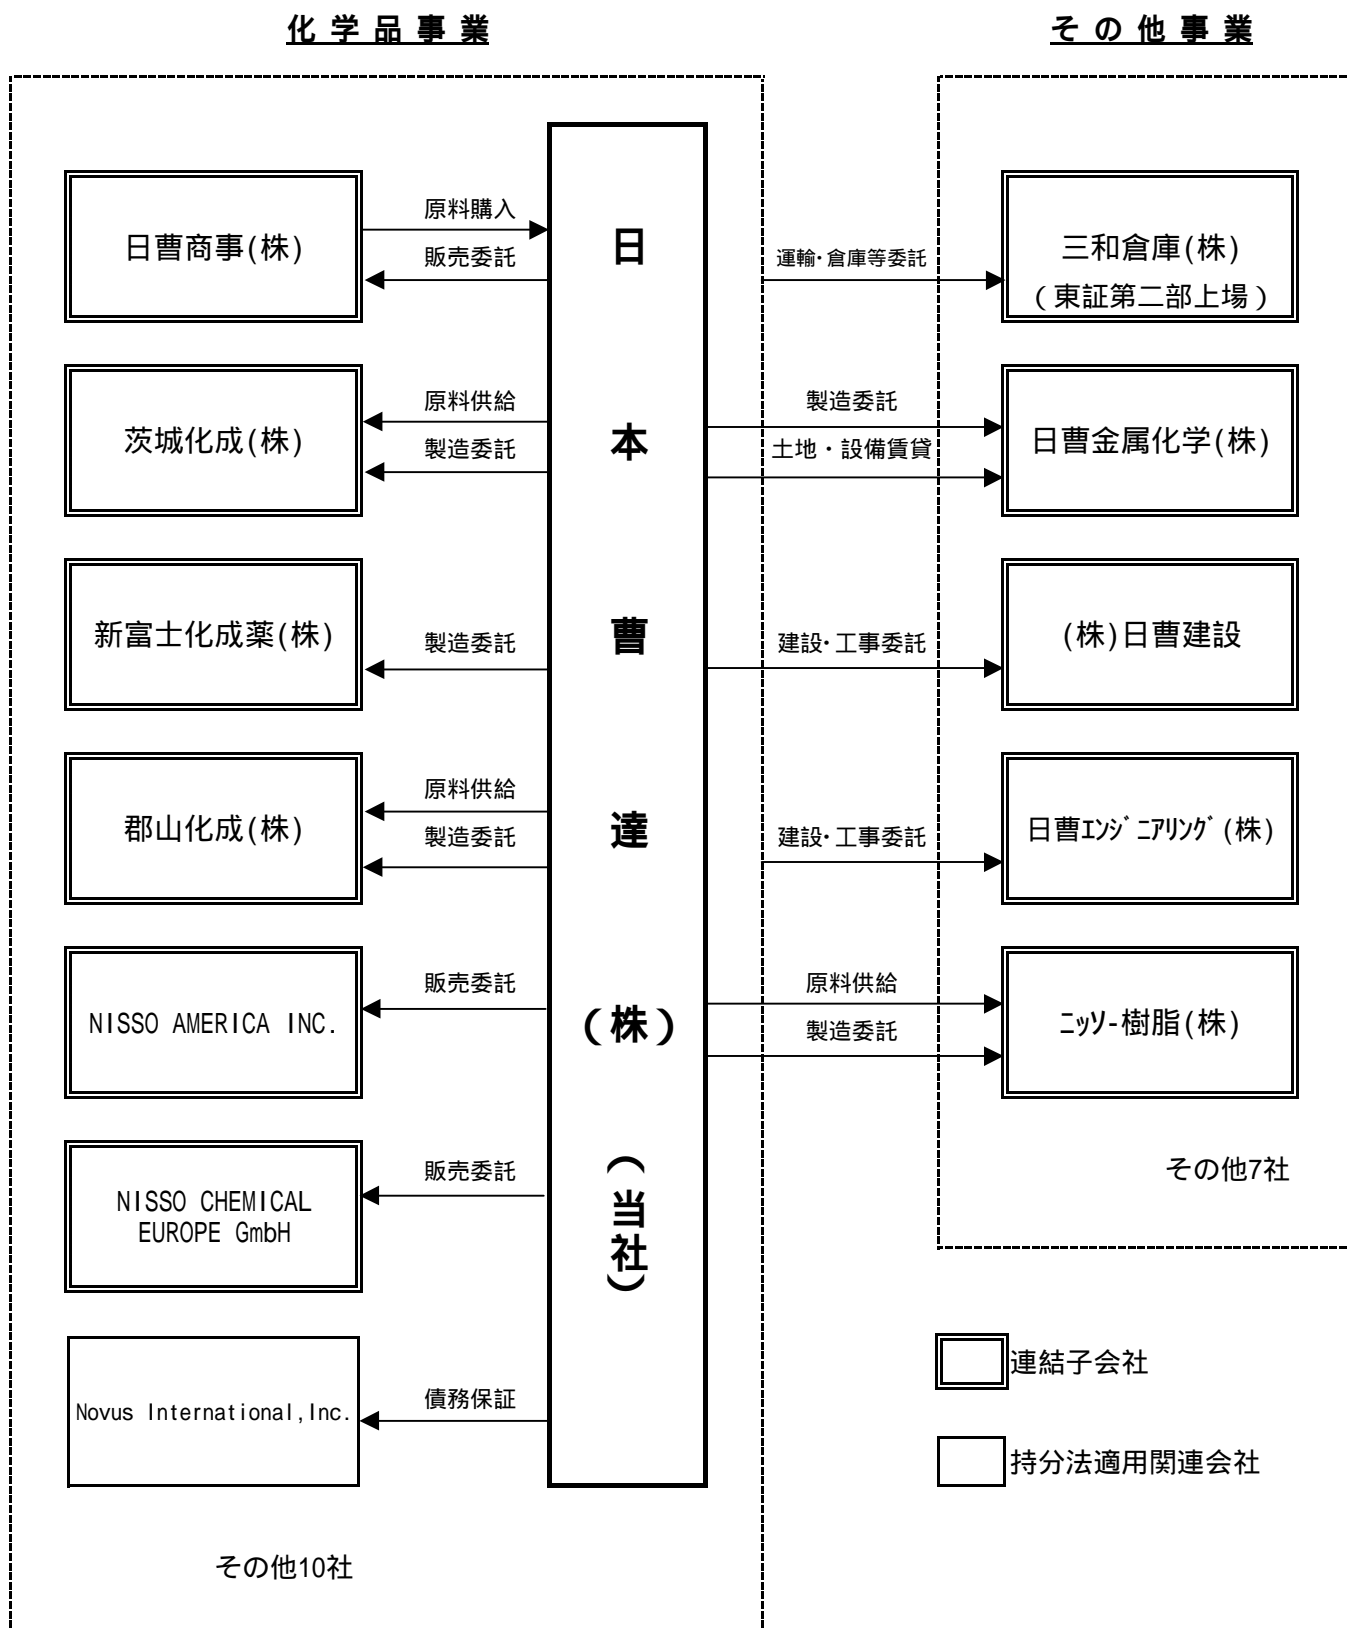 化学品事業
その他事業
日本曹達(株)(当社)
日曹商事(株)
原料購入
販売委託
茨城化成(株)
原料供給
製造委託
新富士化成薬(株)
製造委託
郡山化成(株)
原料供給
製造委託
NISSO AMERICA INC.
販売委託
NISSO CHEMICAL
EUROPE GmbH
販売委託
Novus International,Inc.
債務保証
その他10社
運輸・倉庫等委託
三和倉庫(株)
(東証第二部上場)
製造委託
土地・設備賃貸
日曹金属化学(株)
建設・工事委託
(株)日曹建設
建設・工事委託
日曹ｴﾝｼﾞﾆｱﾘﾝｸﾞ(株)
原料供給
製造委託
ﾆｯｿｰ樹脂(株)
その他7社
連結子会社
持分法適用関連会社